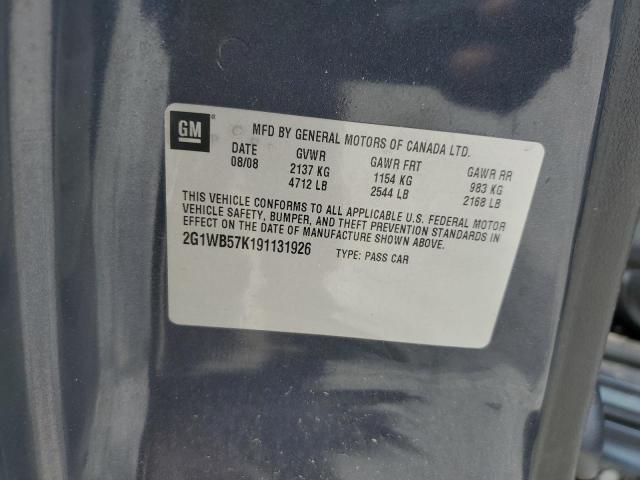 GM®
MFD BY GENERAL MOTORS OF CANADA LTD.
DATE GVWR GAWR FRT GAWR RR
08/08 2137 KG 1154 KG 983 KG
4712 LB 2544 LB 2168 LB
THIS VEHICLE CONFORMS TO ALL APPLICABLE U.S. FEDERAL MOTOR
VEHICLE SAFETY, BUMPER, AND THEFT PREVENTION STANDARDS IN
EFFECT ON THE DATE OF MANUFACTURE SHOWN ABOVE.
2G1WB57K191131926 TYPE: PASS CAR